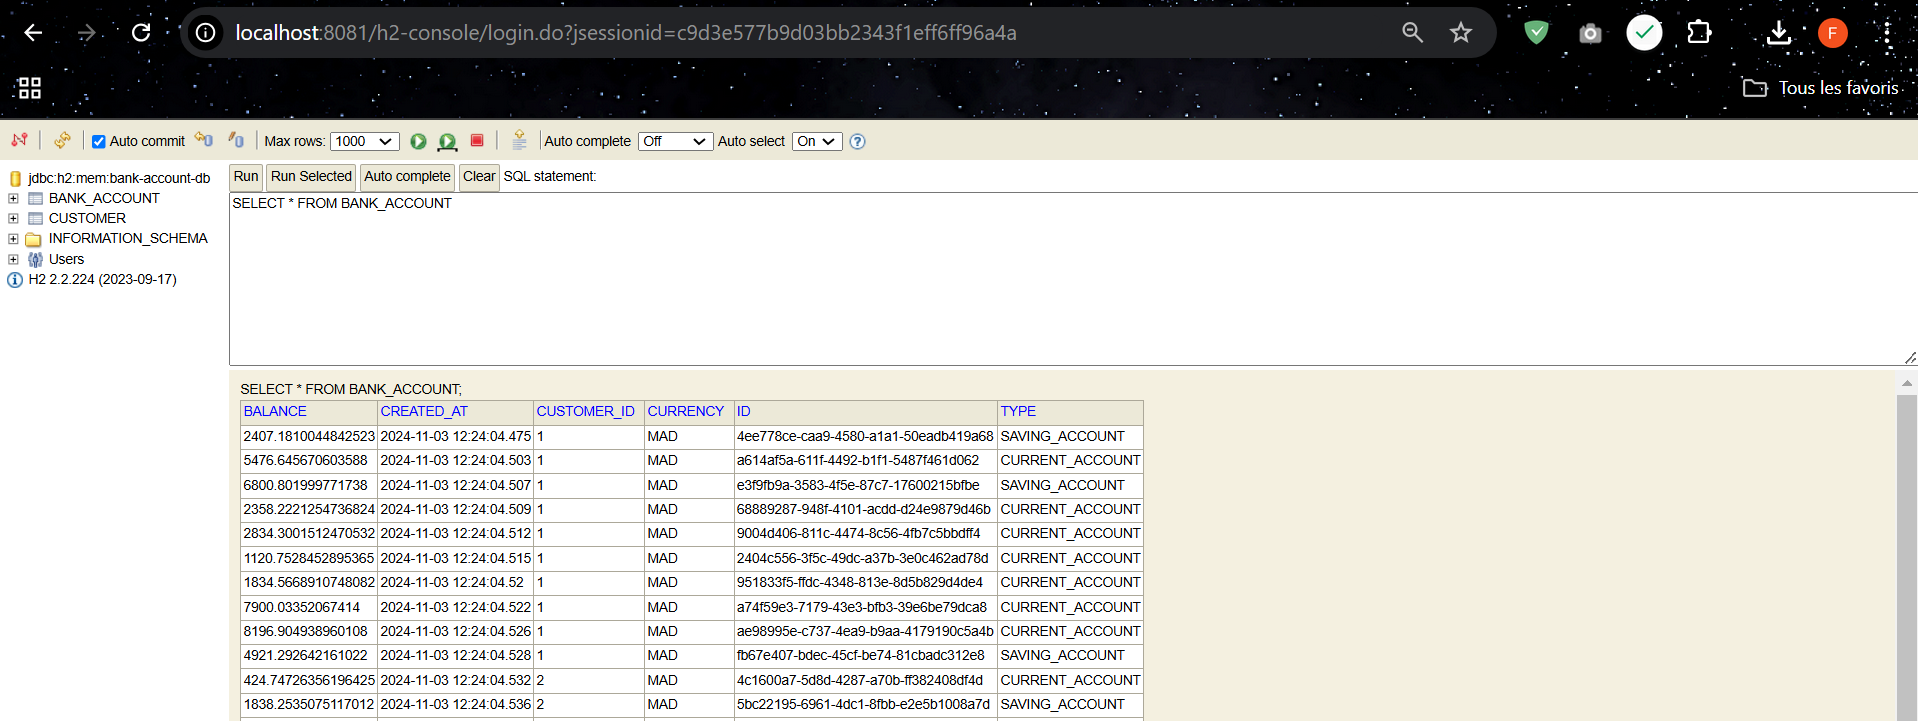 localhost:8081/h2-console/login.do?jsessionid=c9d3e577b9d03bb2343f1eff6ff96a4a
F
Tous les favoris
Auto commit Max rows: 1000 Auto complete Off Auto select On
jdbc:h2:mem:bank-account-db
BANK_ACCOUNT
CUSTOMER
INFORMATION_SCHEMA
Users
H2 2.2.224 (2023-09-17)
Run Run Selected Auto complete Clear SQL statement:
SELECT * FROM BANK_ACCOUNT
SELECT * FROM BANK_ACCOUNT;
BALANCE CREATED_AT CUSTOMER_ID CURRENCY ID TYPE
2407.1810044842523 2024-11-03 12:24:04.475 1 MAD 4ee778ce-caa9-4580-a1a1-50eadb419a68 SAVING_ACCOUNT
5476.645670603588 2024-11-03 12:24:04.503 1 MAD a614af5a-611f-4492-b1f1-5487f461d062 CURRENT_ACCOUNT
6800.801999771738 2024-11-03 12:24:04.507 1 MAD e3f9fb9a-3583-4f5e-87c7-17600215bfbe SAVING_ACCOUNT
2358.2221254736824 2024-11-03 12:24:04.509 1 MAD 68889287-948f-4101-acdd-d24e9879d46b CURRENT_ACCOUNT
2834.3001512470532 2024-11-03 12:24:04.512 1 MAD 9004d406-811c-4474-8c56-4fb7c5bbdff4 CURRENT_ACCOUNT
1120.7528452895365 2024-11-03 12:24:04.515 1 MAD 2404c556-3f5c-49dc-a37b-3e0c462ad78d CURRENT_ACCOUNT
1834.5668910748082 2024-11-03 12:24:04.52 1 MAD 951833f5-ffdc-4348-813e-8d5b829d4de4 CURRENT_ACCOUNT
7900.03352067414 2024-11-03 12:24:04.522 1 MAD a74f59e3-7179-43e3-bfb3-39e6be79dca8 CURRENT_ACCOUNT
8196.904938960108 2024-11-03 12:24:04.526 1 MAD ae98995e-c737-4ea9-b9aa-4179190c5a4b CURRENT_ACCOUNT
4921.292642161022 2024-11-03 12:24:04.528 1 MAD fb67e407-bdec-45cf-be74-81cbadc312e8 SAVING_ACCOUNT
424.74726356196425 2024-11-03 12:24:04.532 2 MAD 4c1600a7-5d8d-4287-a70b-ff382408df4d CURRENT_ACCOUNT
1838.2535075117012 2024-11-03 12:24:04.536 2 MAD 5bc22195-6961-4dc1-8fbb-e2e5b1008a7d SAVING_ACCOUNT